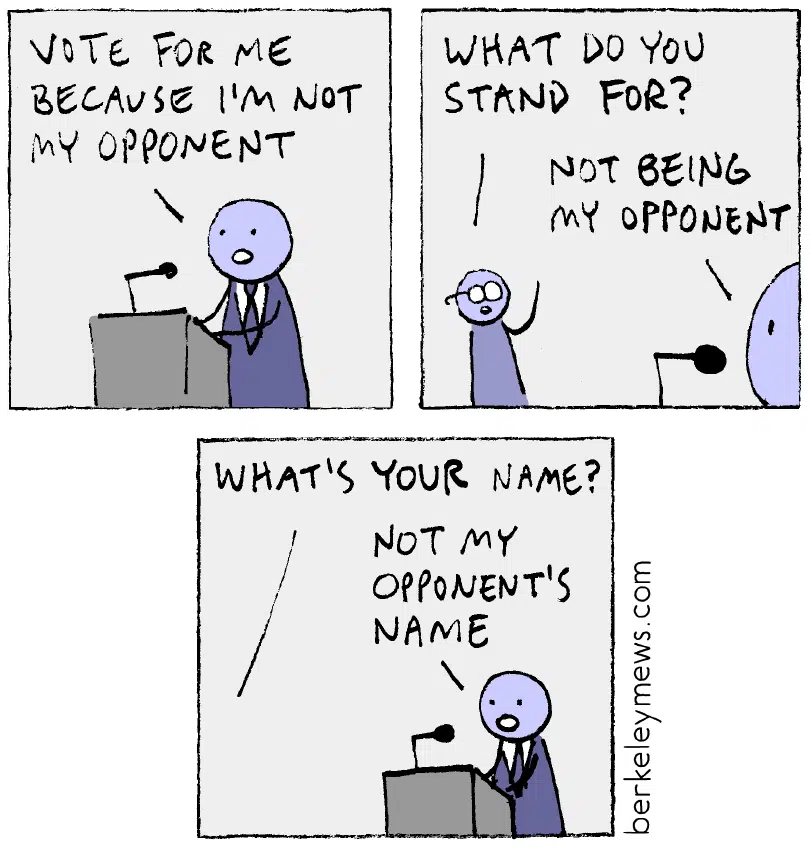 VOTE FOR ME
BECAUSE I'M NOT
MY OPPONENT
WHAT DO YOU
STAND FOR?
NOT BEING
MY OPPONENT
WHAT'S YOUR NAME?
NOT MY
OPPONENT'S
NAME
berkeleymews.com